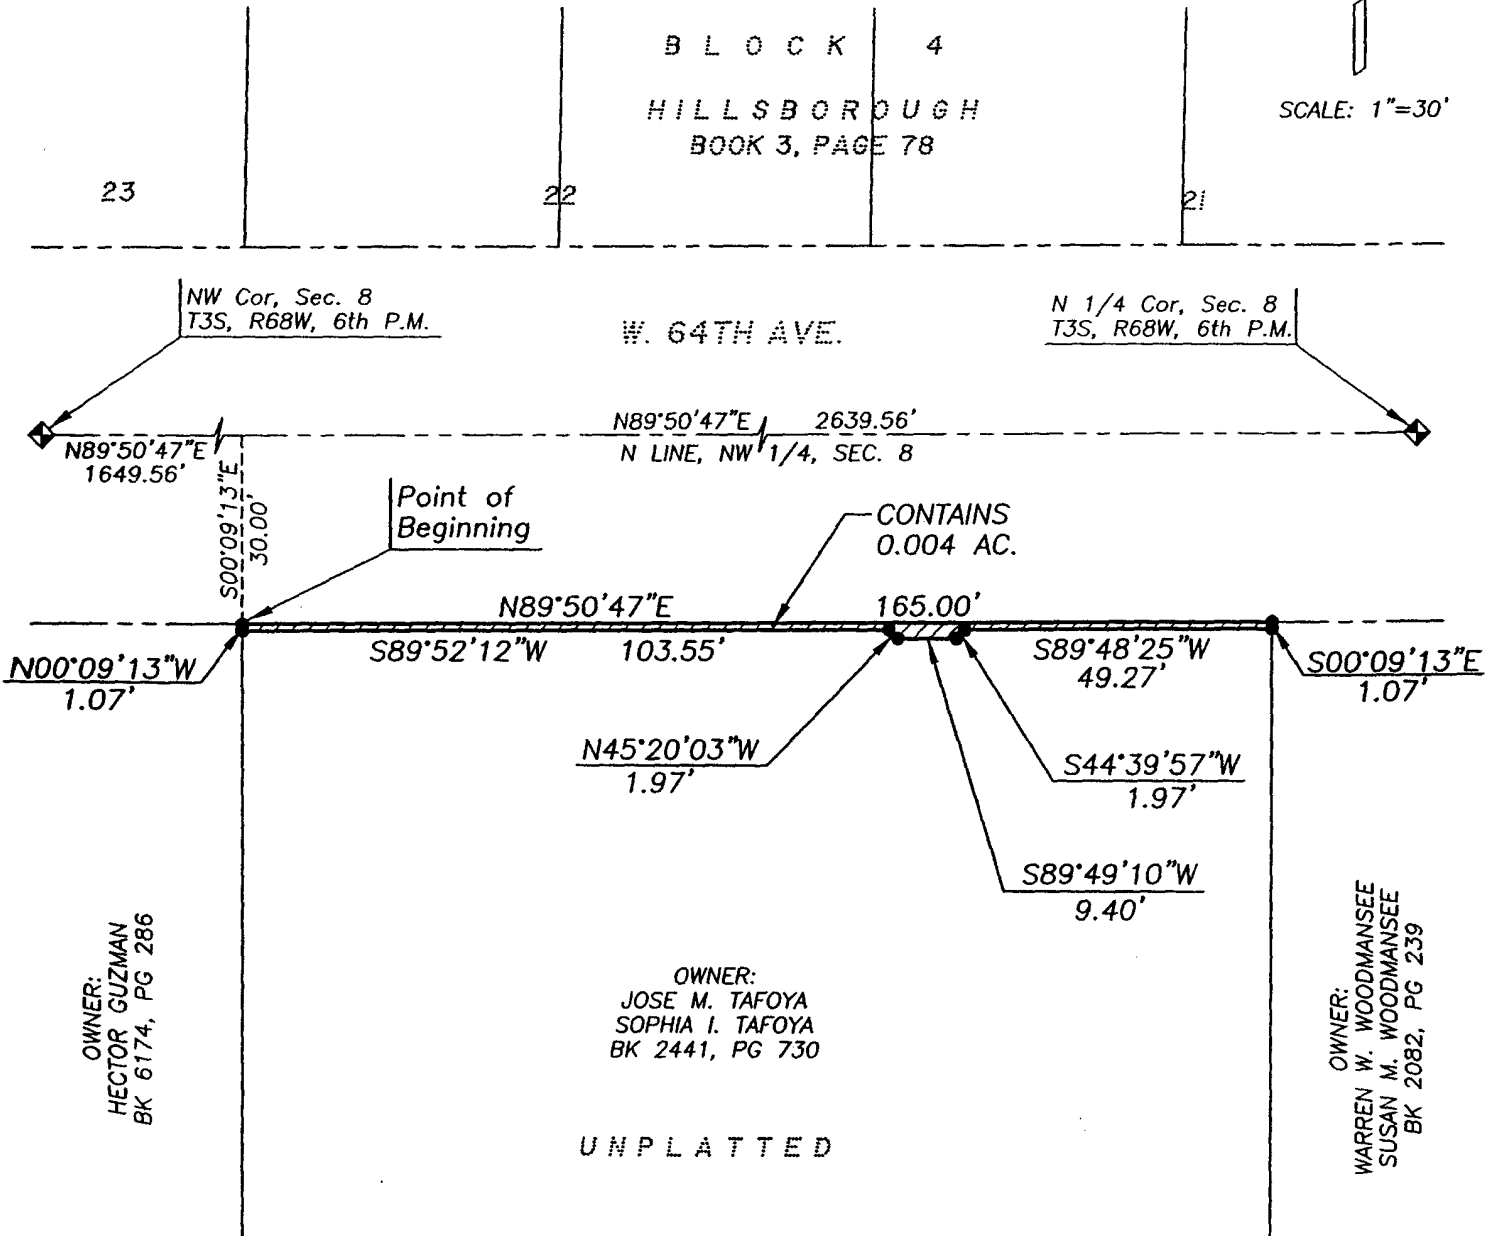 BLOCK 4
HILLSBOROUGH
BOOK 3, PAGE 78
SCALE: 1"=30'
23
22
21
NW Cor, Sec. 8
T3S, R68W, 6th P.M.
W. 64TH AVE.
N 1/4 Cor, Sec. 8
T3S, R68W, 6th P.M.
N89°50'47"E 2639.56'
N LINE, NW 1/4, SEC. 8
N89°50'47"E
1649.56'
S00°09'13"E
30.00'
Point of
Beginning
CONTAINS
0.004 AC.
N89°50'47"E 165.00'
S89°52'12"W 103.55'
S89°48'25"W
49.27'
N00°09'13"W
1.07'
S00°09'13"E
1.07'
N45°20'03"W
1.97'
S44°39'57"W
1.97'
S89°49'10"W
9.40'
OWNER:
HECTOR GUZMAN
BK 6174, PG 286
OWNER:
JOSE M. TAFOYA
SOPHIA I. TAFOYA
BK 2441, PG 730
OWNER:
WARREN W. WOODMANSEE
SUSAN M. WOODMANSEE
BK 2082, PG 239
UNPLATTED